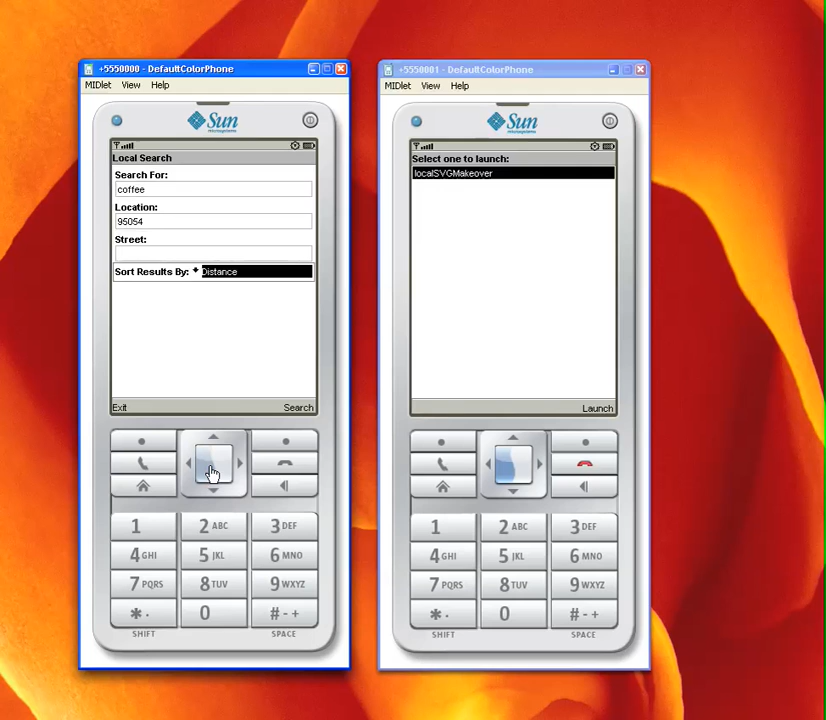 +5550000 - DefaultColorPhone
MIDlet View Help
Sun
microsystems
Local Search
Search For:
coffee
Location:
95054
Street:
Sort Results By: Distance
Exit Search
1 2 ABC 3 DEF
4 GHI 5 JKL 6 MNO
7 PQRS 8 TUV 9 WXYZ
* . 0 # - +
SHIFT SPACE
+5550001 - DefaultColorPhone
MIDlet View Help
Sun
microsystems
Select one to launch:
localSVGMakeover
Launch
1 2 ABC 3 DEF
4 GHI 5 JKL 6 MNO
7 PQRS 8 TUV 9 WXYZ
* . 0 # - +
SHIFT SPACE